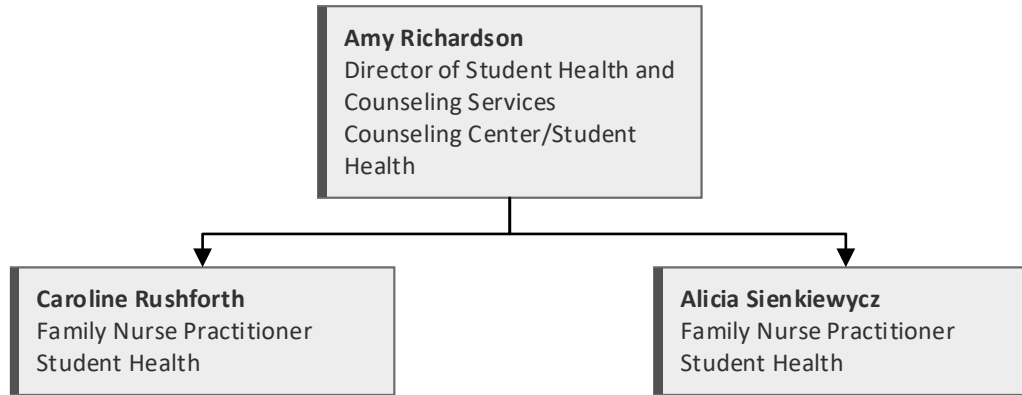 Amy Richardson
Director of Student Health and
Counseling Services
Counseling Center/Student
Health
Caroline Rushforth
Family Nurse Practitioner
Student Health
Alicia Sienkiewycz
Family Nurse Practitioner
Student Health